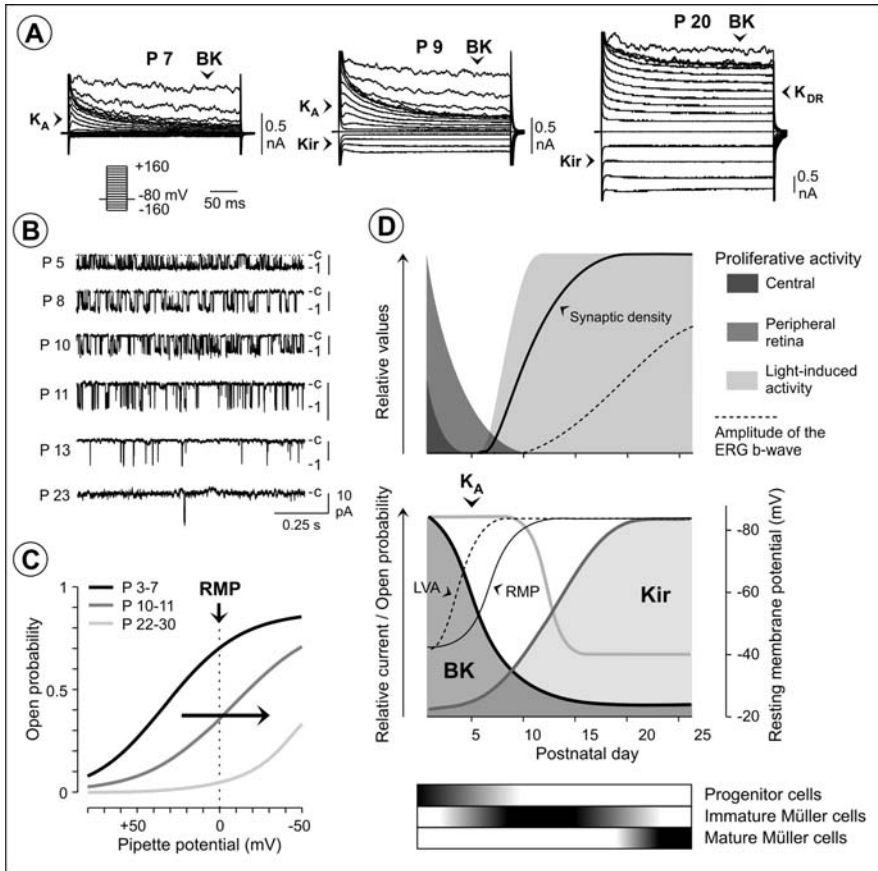 A
P 7
BK
K_A
0.5
nA
+160
-80 mV
-160
50 ms
P 9
BK
K_A
Kir
0.5
nA
P 20
BK
K_DR
Kir
0.5
nA
B
P 5
-c
-1
P 8
-c
-1
P 10
-c
-1
P 11
-c
-1
P 13
-c
-1
P 23
-c
10
pA
0.25 s
C
P 3-7
P 10-11
P 22-30
RMP
Open probability
1
0.5
0
+50
0
-50
Pipette potential (mV)
D
Relative values
Synaptic density
Proliferative activity
Central
Peripheral
retina
Light-induced
activity
Amplitude of the
ERG b-wave
K_A
Relative current / Open probability
LVA
RMP
BK
Kir
-80
-60
-40
-20
Resting membrane potential (mV)
5
10
15
20
25
Postnatal day
Progenitor cells
Immature Müller cells
Mature Müller cells